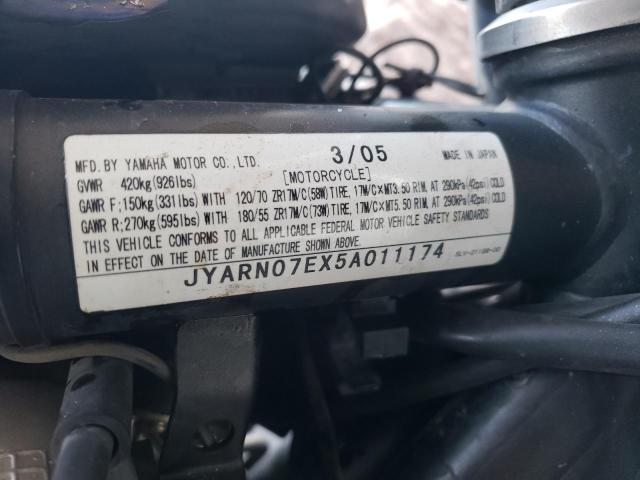 MFD. BY YAMAHA MOTOR CO.,LTD. 3/05 MADE IN JAPAN
GVWR 420kg(926lbs) [MOTORCYCLE]
GAWR F;150kg(331lbs) WITH 120/70 ZR17M/C(58W)TIRE, 17M/C×MT3.50 RIM, AT 290kPa(42psi)COLD
GAWR R;270kg(595lbs) WITH 180/55 ZR17M/C(73W)TIRE, 17M/C×MT5.50 RIM, AT 290kPa(42psi)COLD
THIS VEHICLE CONFORMS TO ALL APPLICABLE FEDERAL MOTOR VEHICLE SAFETY STANDARDS
IN EFFECT ON THE DATE OF MANUFACTURE SHOWN ABOVE.
JYARN07EX5A011174